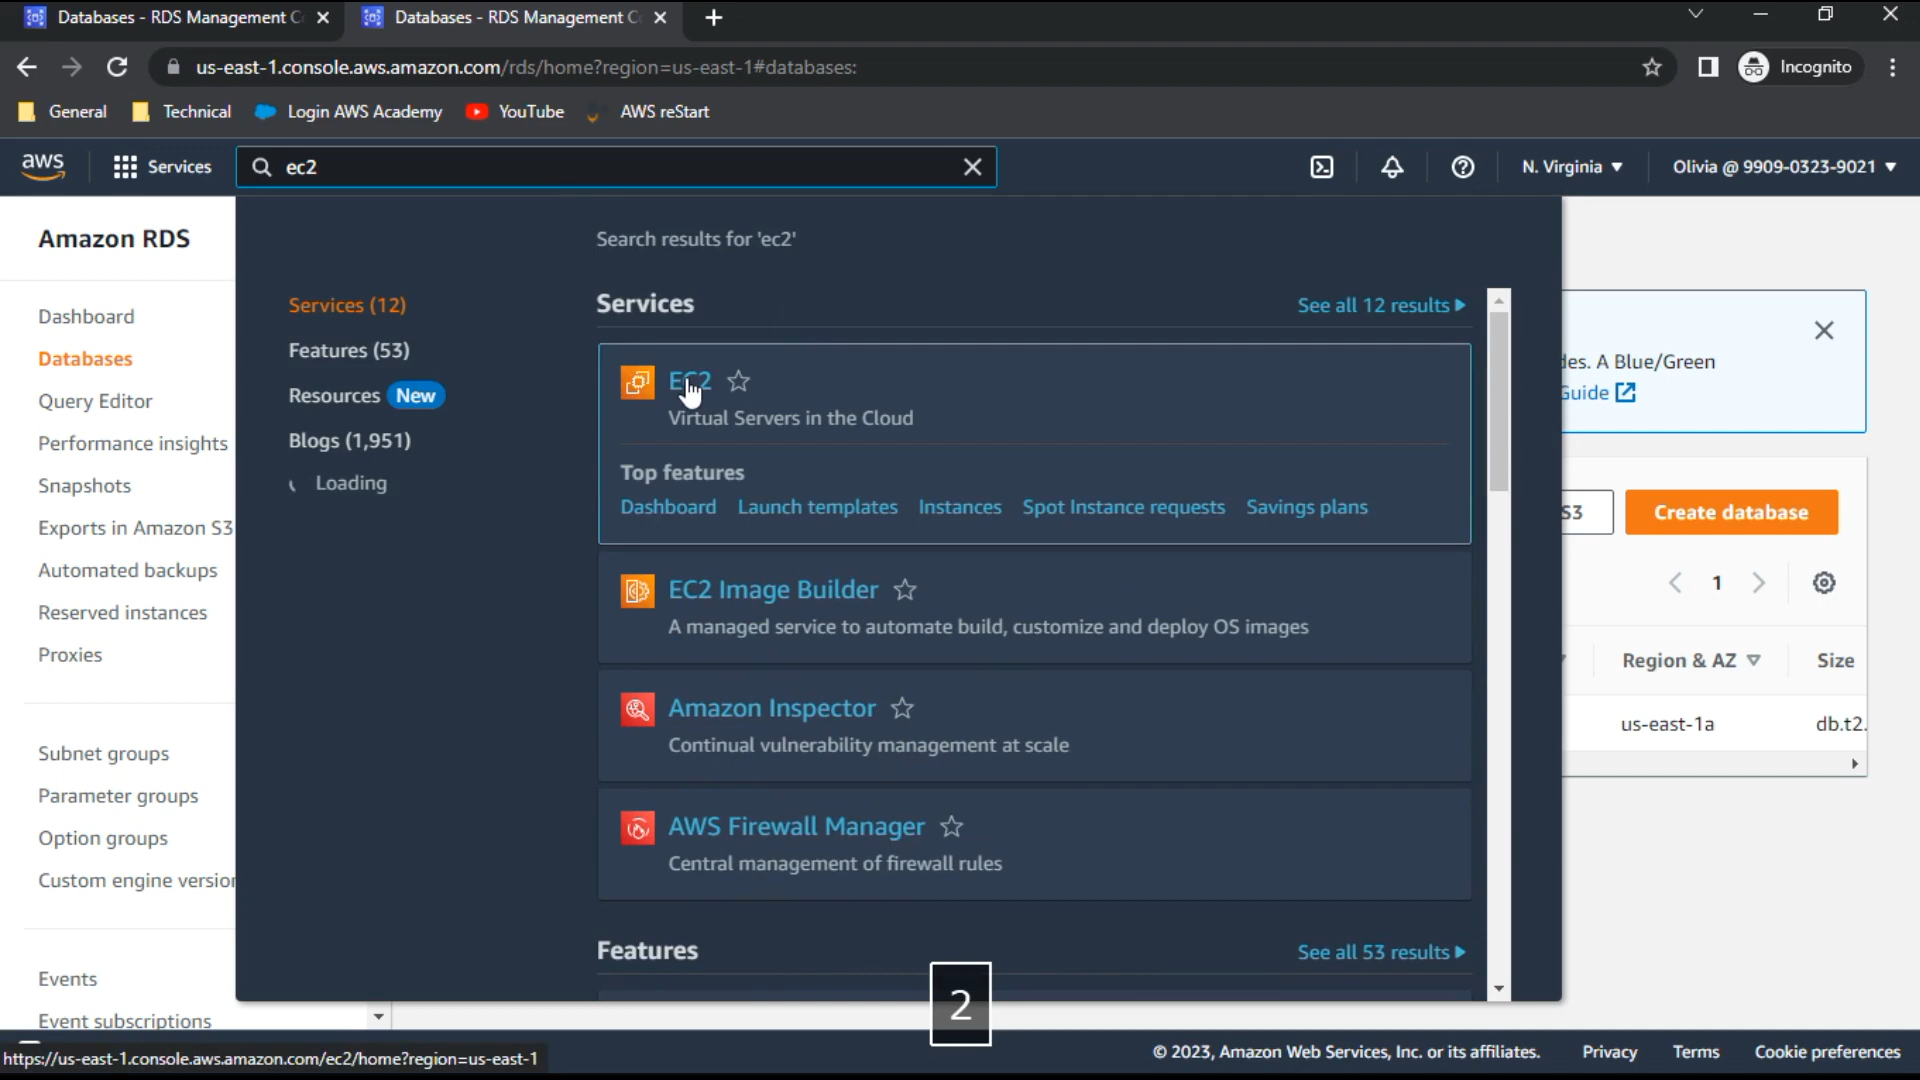 Databases - RDS Management C
Databases - RDS Management C
us-east-1.console.aws.amazon.com/rds/home?region=us-east-1#databases:
Incognito
General
Technical
Login AWS Academy
YouTube
AWS reStart
aws
Services
ec2
N. Virginia
Olivia @ 9909-0323-9021
Amazon RDS
Dashboard
Databases
Query Editor
Performance insights
Snapshots
Exports in Amazon S3
Automated backups
Reserved instances
Proxies
Subnet groups
Parameter groups
Option groups
Custom engine version
Events
Event subscriptions
Search results for 'ec2'
Services (12)
Features (53)
Resources New
Blogs (1,951)
Loading
Services
See all 12 results
EC2
Virtual Servers in the Cloud
Top features
Dashboard Launch templates Instances Spot Instance requests Savings plans
EC2 Image Builder
A managed service to automate build, customize and deploy OS images
Amazon Inspector
Continual vulnerability management at scale
AWS Firewall Manager
Central management of firewall rules
Features
See all 53 results
des. A Blue/Green
Guide
S3
Create database
1
Region & AZ
Size
us-east-1a
db.t2.
2
https://us-east-1.console.aws.amazon.com/ec2/home?region=us-east-1
© 2023, Amazon Web Services, Inc. or its affiliates.
Privacy
Terms
Cookie preferences